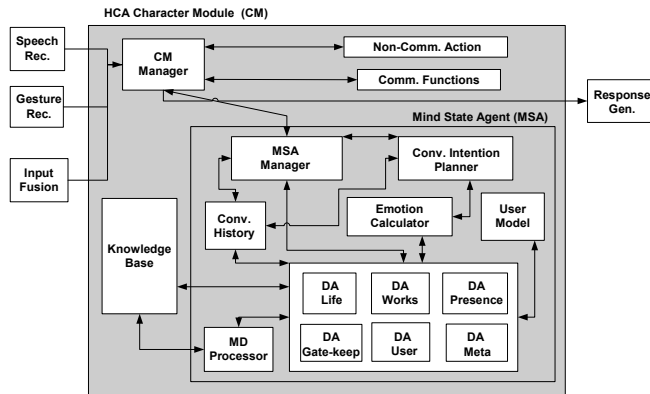 HCA Character Module (CM)
Speech
Rec.
CM
Manager
Non-Comm. Action
Comm. Functions
Gesture
Rec.
Response
Gen.
Mind State Agent (MSA)
MSA
Manager
Conv. Intention
Planner
Input
Fusion
Conv.
History
Emotion
Calculator
User
Model
Knowledge
Base
DA
Life
DA
Works
DA
Presence
MD
Processor
DA
Gate-keep
DA
User
DA
Meta